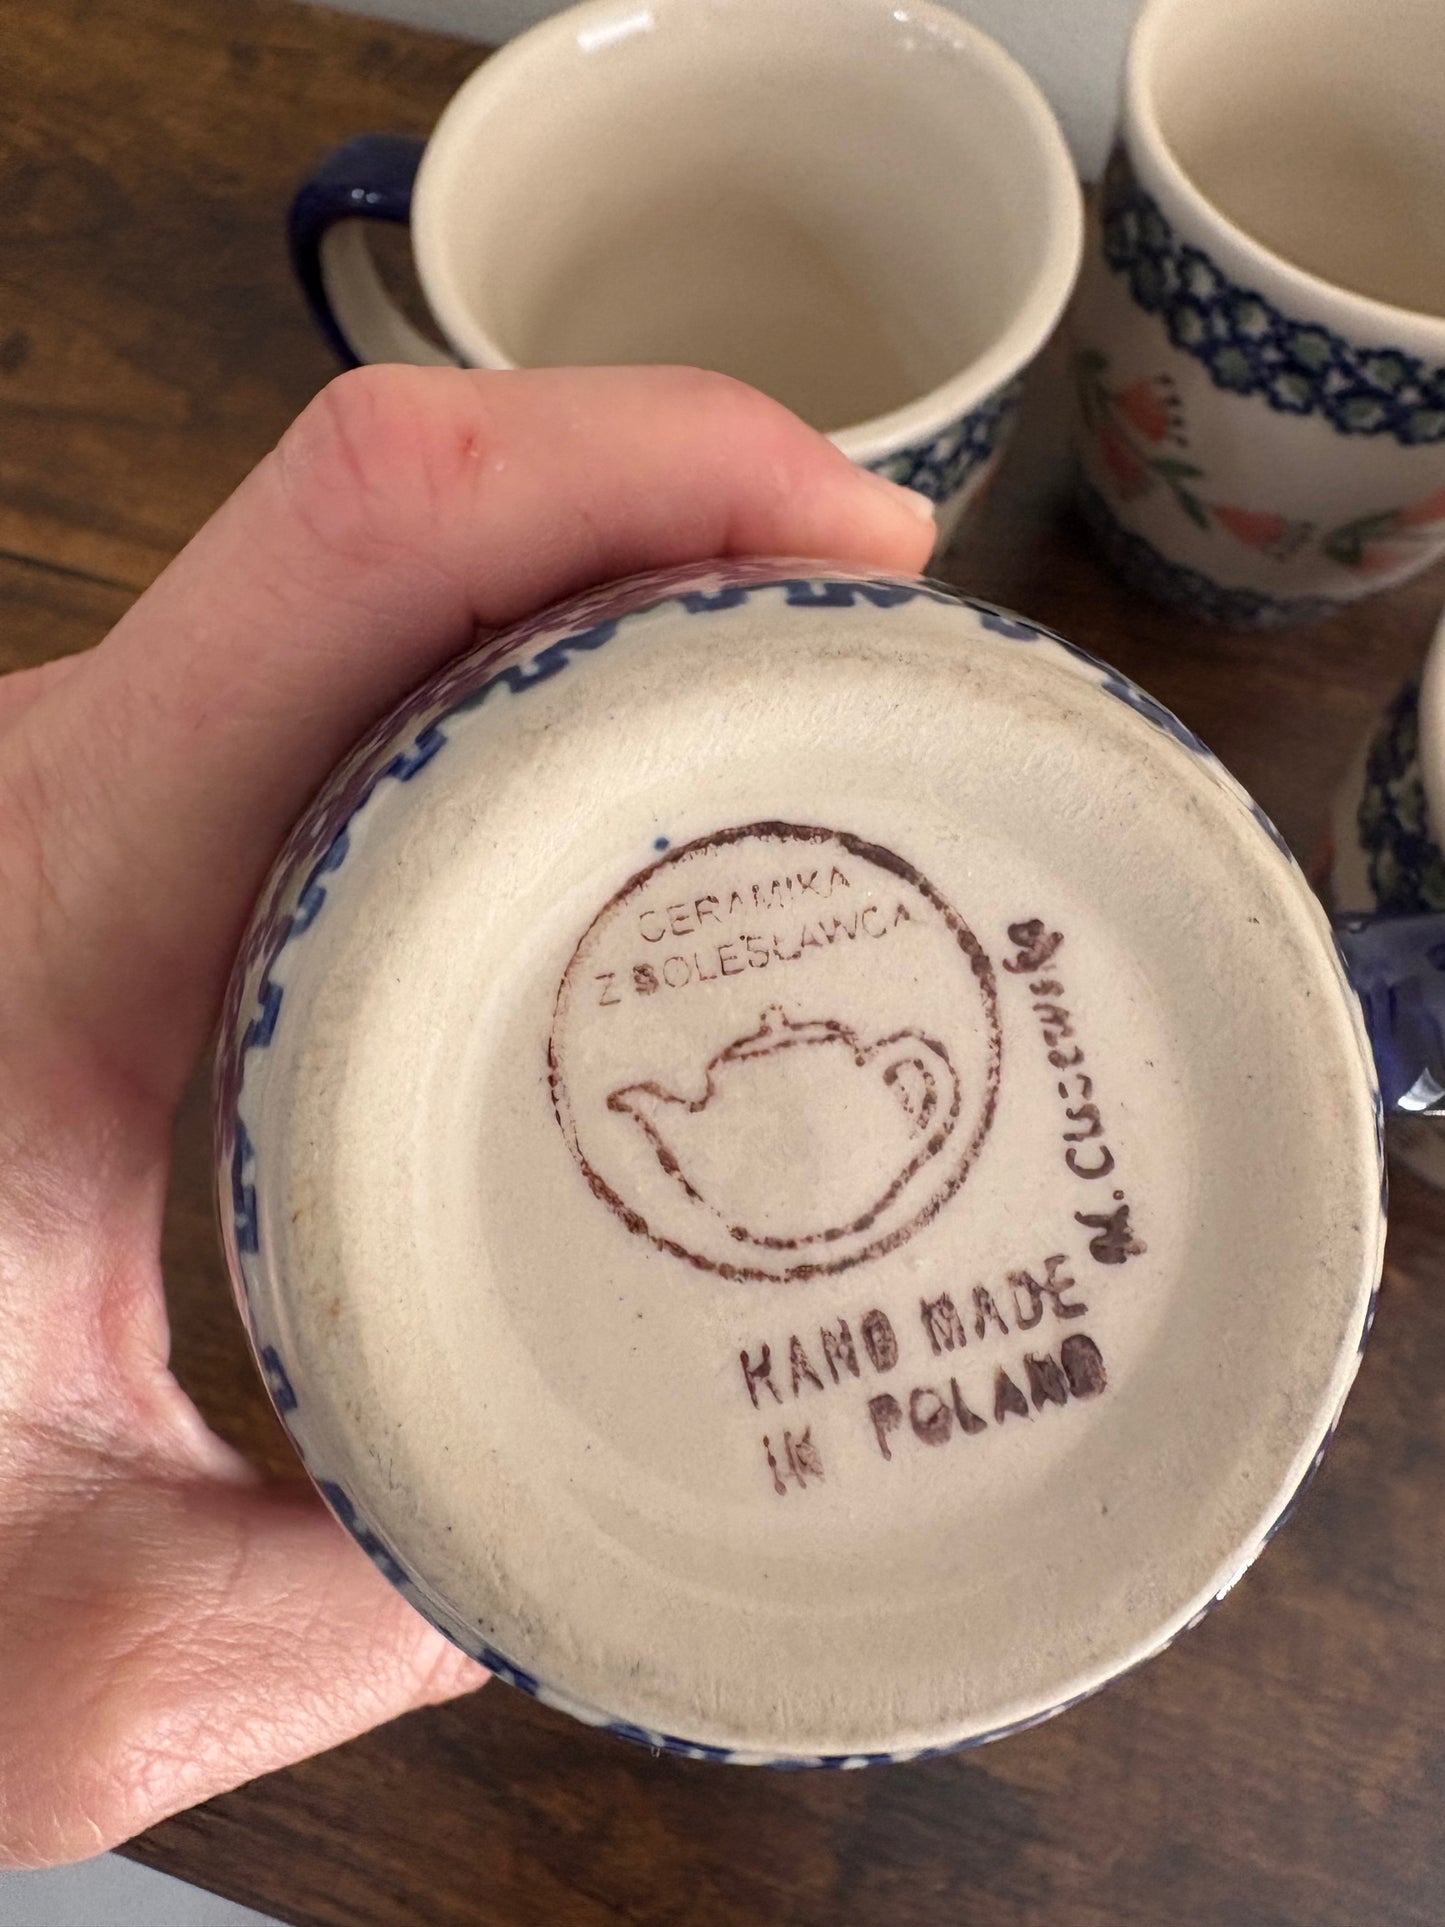 CERAMIKA
Z BOLESŁAWCA
HAND MADE
IN POLAND